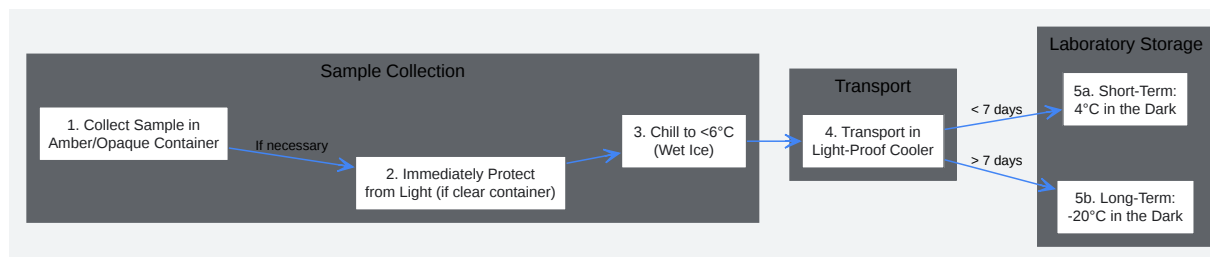 Sample Collection
1. Collect Sample in
Amber/Opaque Container
If necessary
2. Immediately Protect
from Light (if clear container)
3. Chill to <6°C
(Wet Ice)
Transport
4. Transport in
Light-Proof Cooler
< 7 days
> 7 days
Laboratory Storage
5a. Short-Term:
4°C in the Dark
5b. Long-Term:
-20°C in the Dark